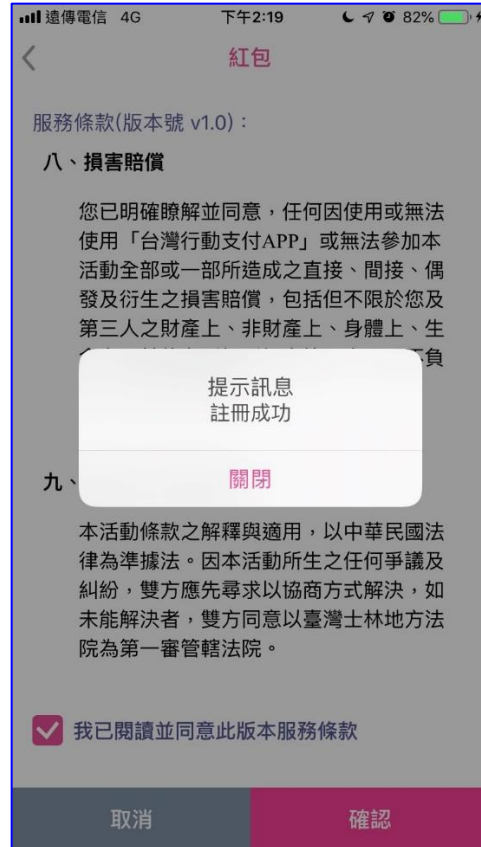 遠傳電信 4G 下午2:19 82%
紅包
服務條款(版本號 v1.0)：
八、損害賠償
您已明確瞭解並同意，任何因使用或無法
使用「台灣行動支付APP」或無法參加本
活動全部或一部所造成之直接、間接、偶
發及衍生之損害賠償，包括但不限於您及
第三人之財產上、非財產上、身體上、生
負
提示訊息
註冊成功
關閉
九、
本活動條款之解釋與適用，以中華民國法
律為準據法。因本活動所生之任何爭議及
糾紛，雙方應先尋求以協商方式解決，如
未能解決者，雙方同意以臺灣士林地方法
院為第一審管轄法院。
我已閱讀並同意此版本服務條款
取消
確認